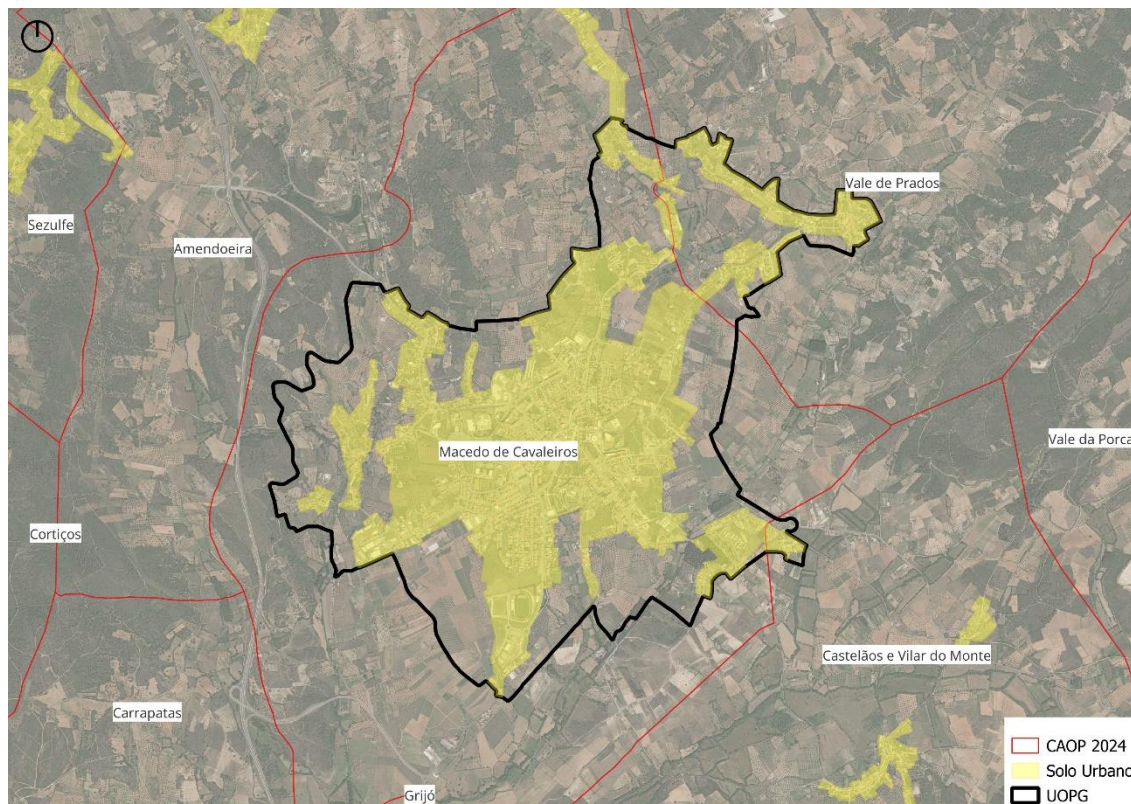 Vale de Prados
Sezulfe
Amendoeira
Vale da Porca
Macedo de Cavaleiros
Cortiços
Castelãos e Vilar do Monte
Carrapatas
Grijó
CAOP 2024
Solo Urbano
UOPG